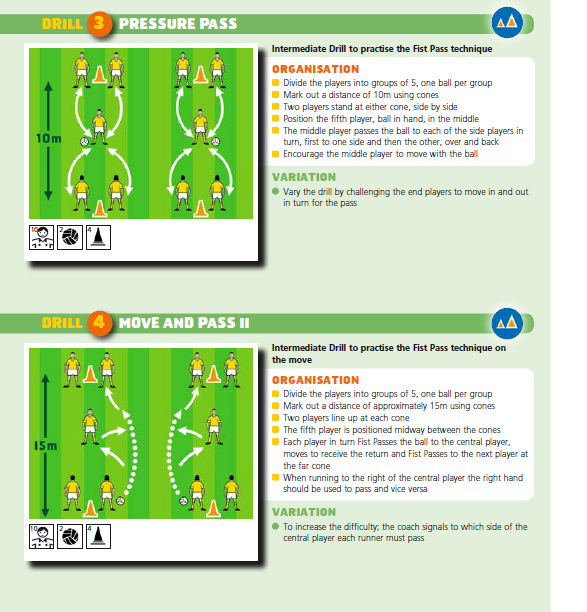 DRILL 3 PRESSURE PASS
10m
10
2
4
Intermediate Drill to practise the Fist Pass technique
ORGANISATION
Divide the players into groups of 5, one ball per group
Mark out a distance of 10m using cones
Two players stand at either cone, side by side
Position the fifth player, ball in hand, in the middle
The middle player passes the ball to each of the side players in
turn, first to one side and then the other, over and back
Encourage the middle player to move with the ball
VARIATION
Vary the drill by challenging the end players to move in and out
in turn for the pass
DRILL 4 MOVE AND PASS II
15m
10
2
4
Intermediate Drill to practise the Fist Pass technique on
the move
ORGANISATION
Divide the players into groups of 5, one ball per group
Mark out a distance of approximately 15m using cones
Two players line up at each cone
The fifth player is positioned midway between the cones
Each player in turn Fist Passes the ball to the central player,
moves to receive the return and Fist Passes to the next player at
the far cone
When running to the right of the central player the right hand
should be used to pass and vice versa
VARIATION
To increase the difficulty; the coach signals to which side of the
central player each runner must pass